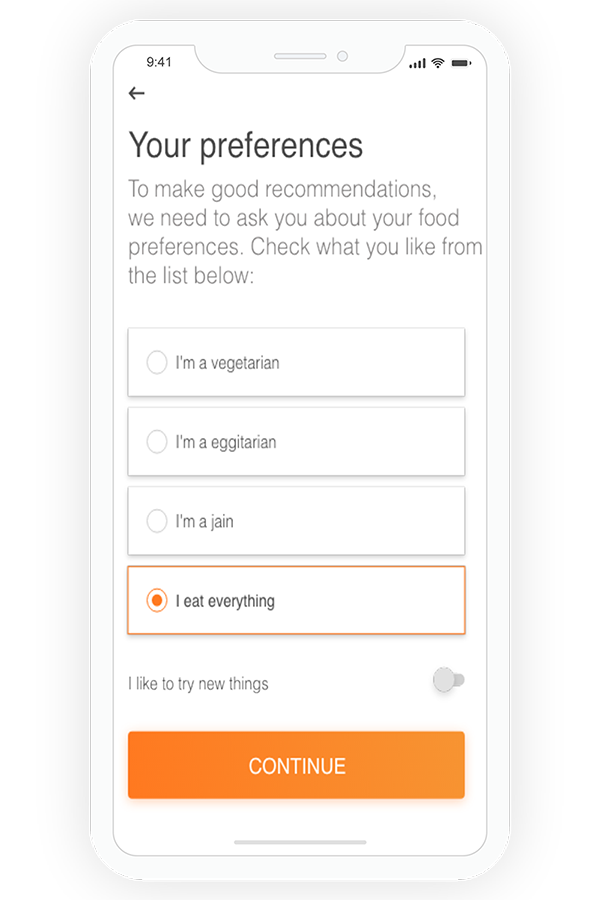 9:41
Your preferences
To make good recommendations,
we need to ask you about your food
preferences. Check what you like from
the list below:
I'm a vegetarian
I'm a eggitarian
I'm a jain
I eat everything
I like to try new things
CONTINUE